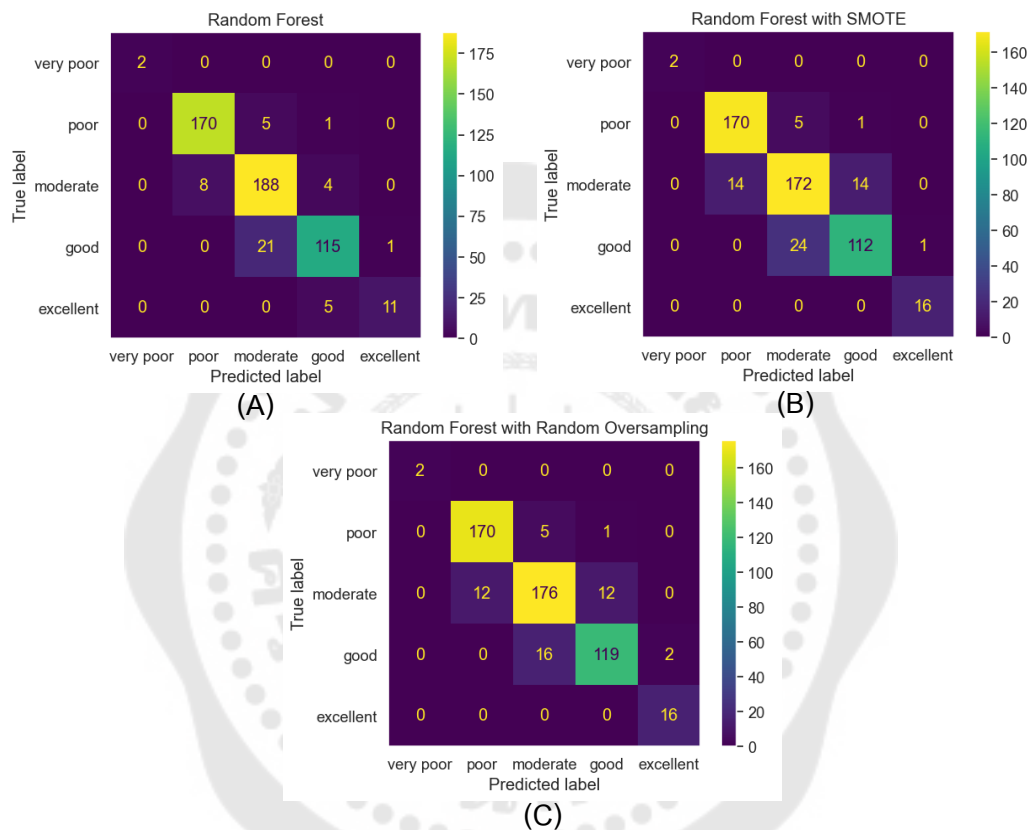 Random Forest
True label
very poor 2 0 0 0 0
poor 0 170 5 1 0
moderate 0 8 188 4 0
good 0 0 21 115 1
excellent 0 0 0 5 11
very poor poor moderate good excellent
Predicted label
175
150
125
100
75
50
25
0
(A)
Random Forest with SMOTE
True label
very poor 2 0 0 0 0
poor 0 170 5 1 0
moderate 0 14 172 14 0
good 0 0 24 112 1
excellent 0 0 0 0 16
very poor poor moderate good excellent
Predicted label
160
140
120
100
80
60
40
20
0
(B)
Random Forest with Random Oversampling
True label
very poor 2 0 0 0 0
poor 0 170 5 1 0
moderate 0 12 176 12 0
good 0 0 16 119 2
excellent 0 0 0 0 16
very poor poor moderate good excellent
Predicted label
160
140
120
100
80
60
40
20
0
(C)